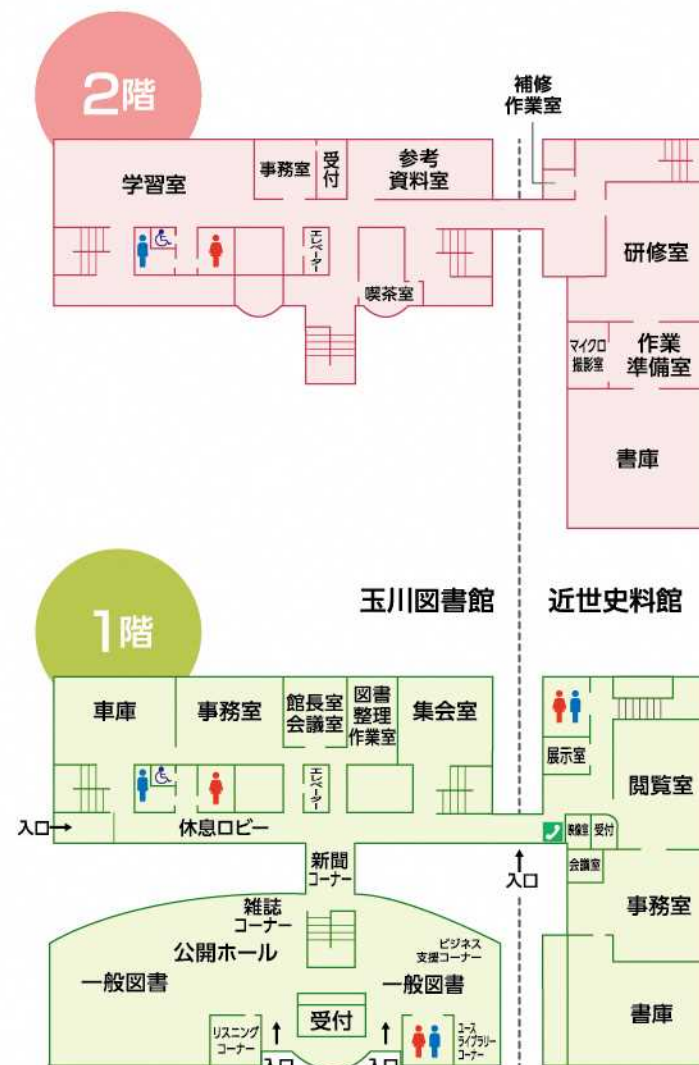 2階
補修
作業室
学習室
事務室
受付
参考
資料室
エレベーター
喫茶室
研修室
マイクロ
撮影室
作業
準備室
書庫
玉川図書館
近世史料館
1階
車庫
事務室
館長室
会議室
図書
整理
作業室
集会室
展示室
閲覧室
エレベーター
入口→
休息ロビー
映像室
受付
新聞
コーナー
入口
会議室
事務室
雑誌
コーナー
公開ホール
ビジネス
支援コーナー
一般図書
一般図書
書庫
受付
リスニング
コーナー
ユース
ライブラリー
コーナー
入口
入口